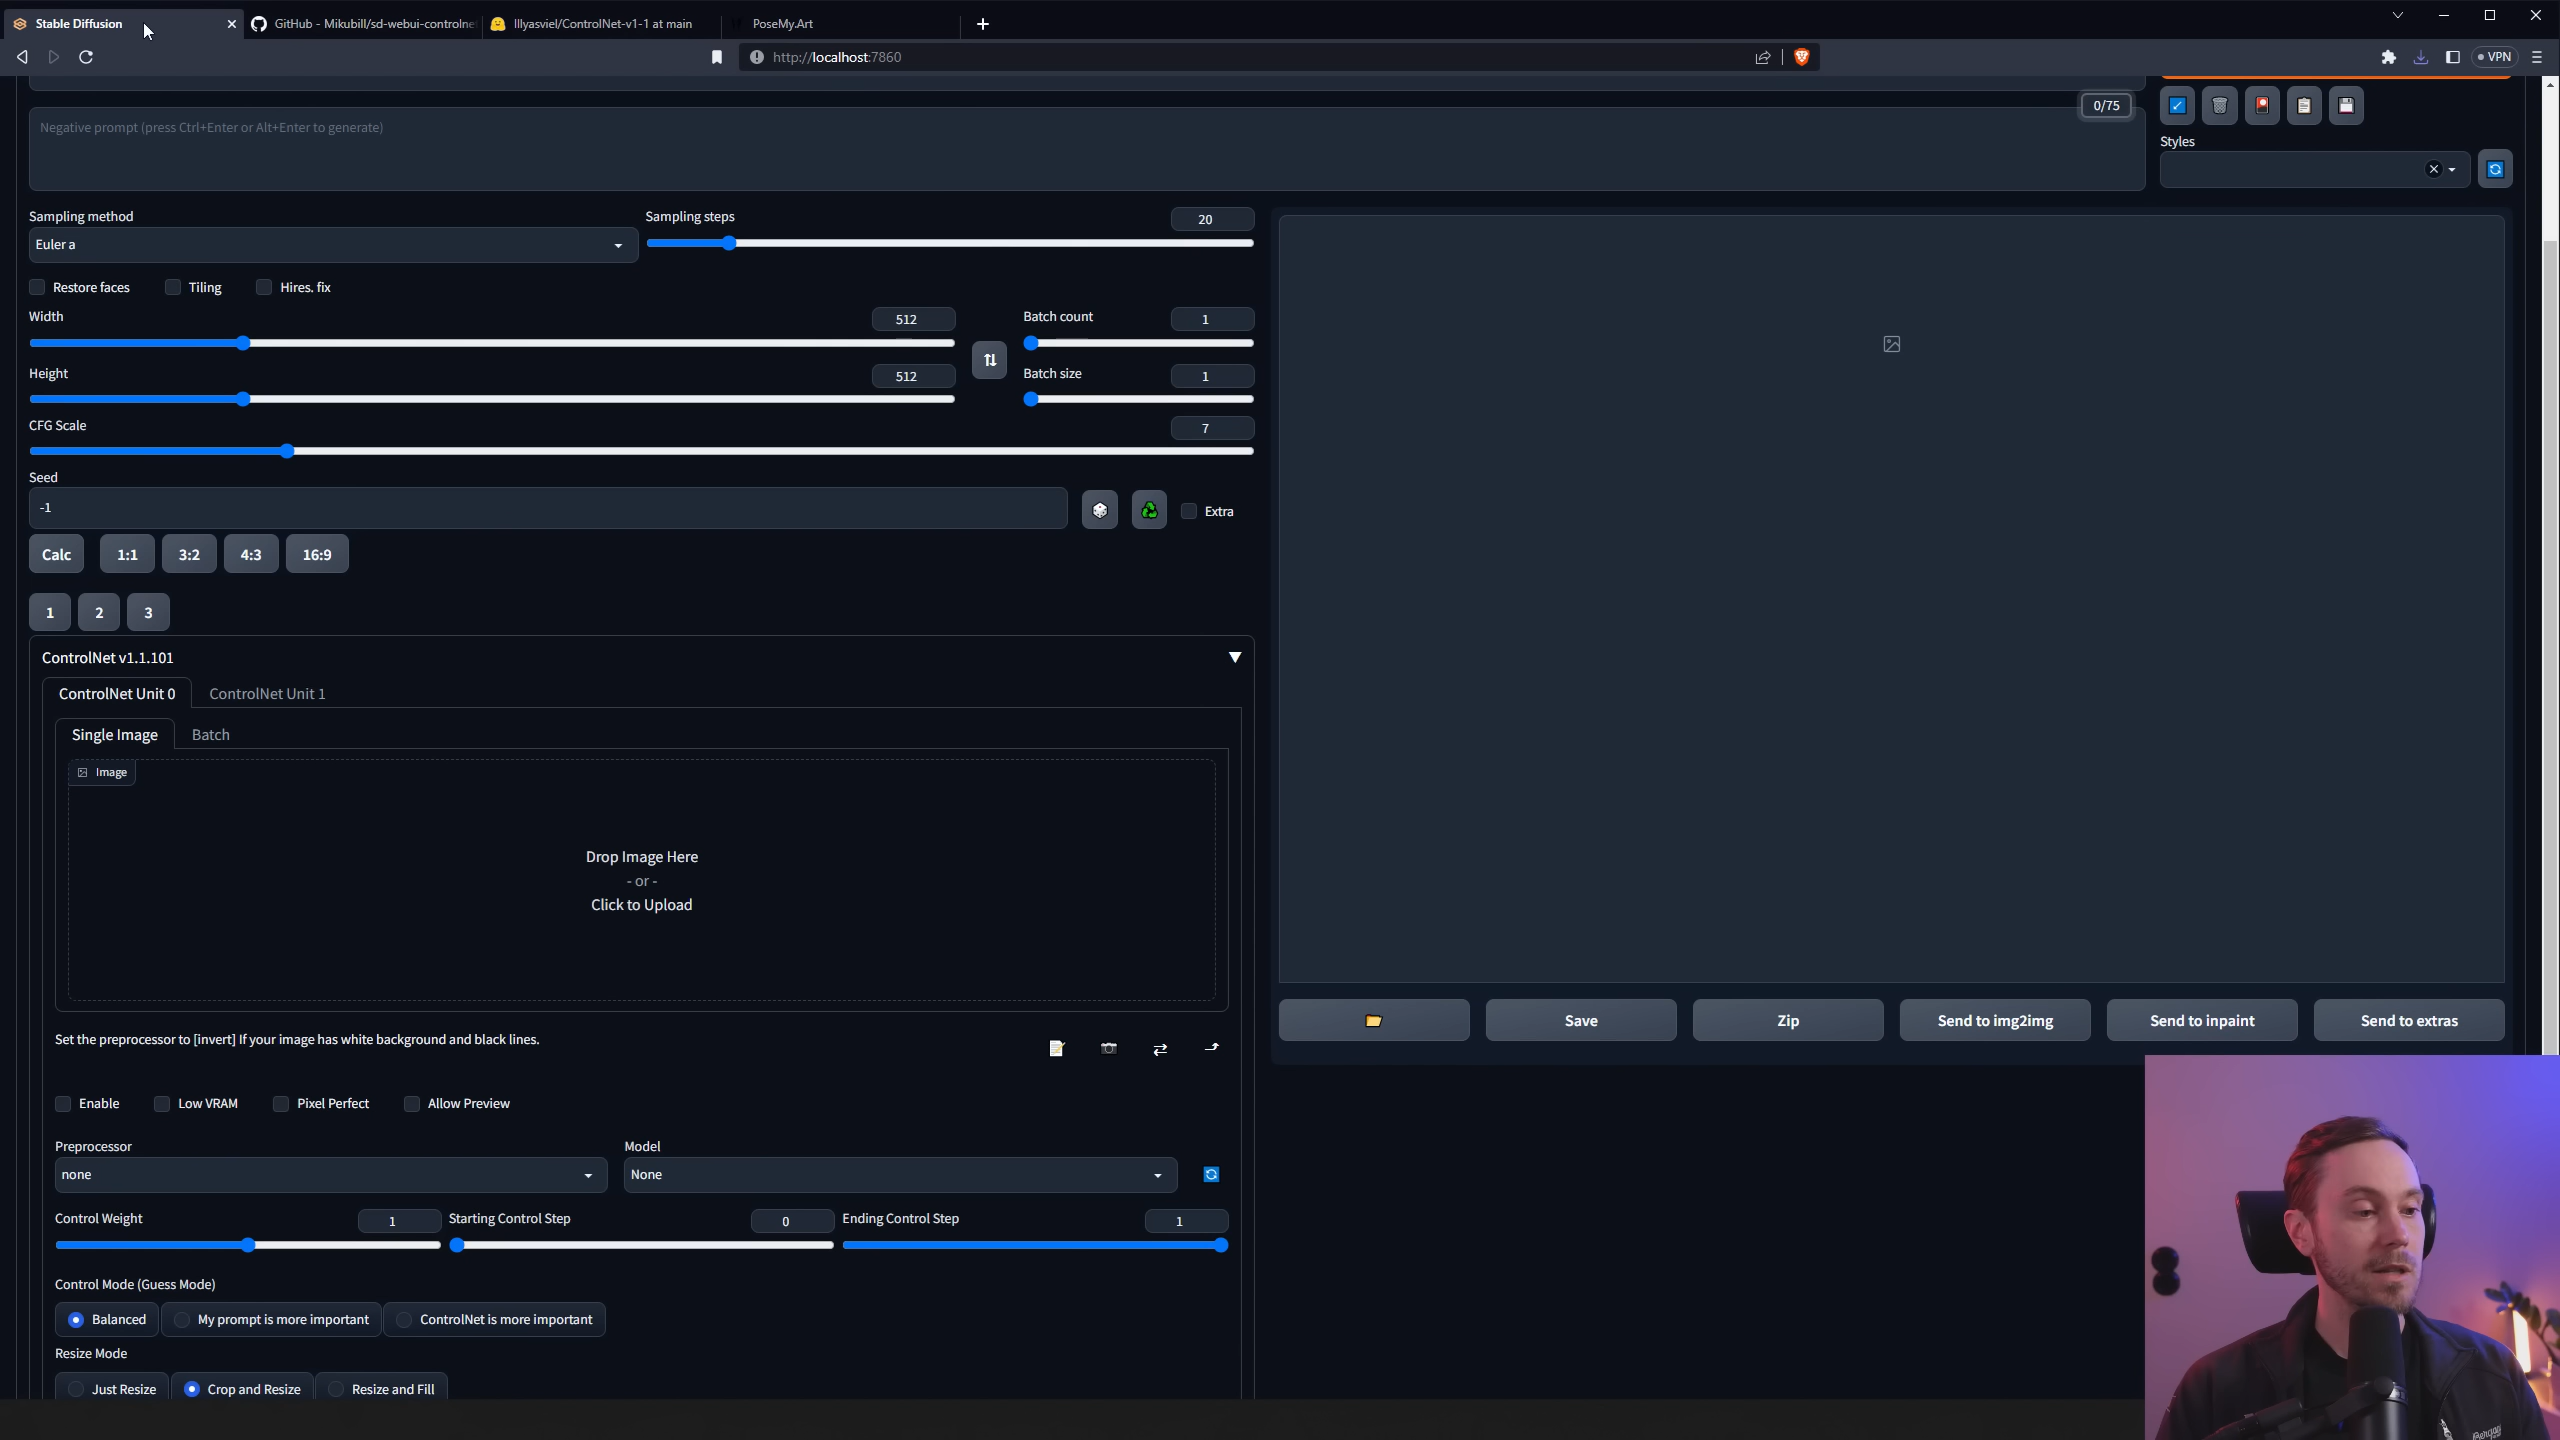 Stable Diffusion
GitHub - Mikubill/sd-webui-controlne
lllyasviel/ControlNet-v1-1 at main
PoseMy.Art
http://localhost:7860
VPN
0/75
Negative prompt (press Ctrl+Enter or Alt+Enter to generate)
Styles
Sampling method
Sampling steps
20
Euler a
Restore faces
Tiling
Hires. fix
Width
512
Batch count
1
Height
512
Batch size
1
CFG Scale
7
Seed
-1
Extra
Calc
1:1
3:2
4:3
16:9
1
2
3
ControlNet v1.1.101
ControlNet Unit 0
ControlNet Unit 1
Single Image
Batch
Image
Drop Image Here
- or -
Click to Upload
Save
Zip
Send to img2img
Send to inpaint
Send to extras
Set the preprocessor to [invert] If your image has white background and black lines.
Enable
Low VRAM
Pixel Perfect
Allow Preview
Preprocessor
Model
none
None
Control Weight
1
Starting Control Step
0
Ending Control Step
1
Control Mode (Guess Mode)
Balanced
My prompt is more important
ControlNet is more important
Resize Mode
Just Resize
Crop and Resize
Resize and Fill